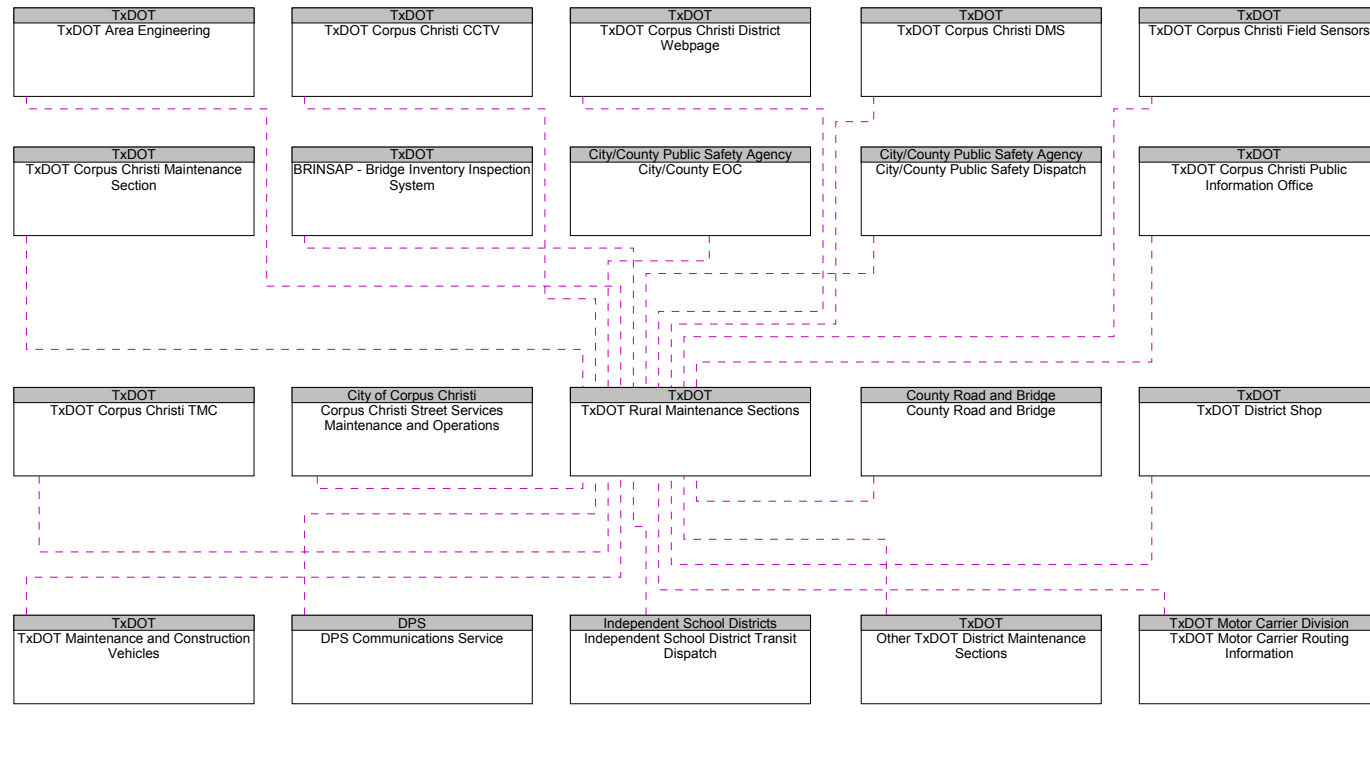 TxDOT
TxDOT Area Engineering
TxDOT
TxDOT Corpus Christi CCTV
TxDOT
TxDOT Corpus Christi District
Webpage
TxDOT
TxDOT Corpus Christi DMS
TxDOT
TxDOT Corpus Christi Field Sensors
TxDOT
TxDOT Corpus Christi Maintenance
Section
TxDOT
BRINSAP - Bridge Inventory Inspection
System
City/County Public Safety Agency
City/County EOC
City/County Public Safety Agency
City/County Public Safety Dispatch
TxDOT
TxDOT Corpus Christi Public
Information Office
TxDOT
TxDOT Corpus Christi TMC
City of Corpus Christi
Corpus Christi Street Services
Maintenance and Operations
TxDOT
TxDOT Rural Maintenance Sections
County Road and Bridge
County Road and Bridge
TxDOT
TxDOT District Shop
TxDOT
TxDOT Maintenance and Construction
Vehicles
DPS
DPS Communications Service
Independent School Districts
Independent School District Transit
Dispatch
TxDOT
Other TxDOT District Maintenance
Sections
TxDOT Motor Carrier Division
TxDOT Motor Carrier Routing
Information